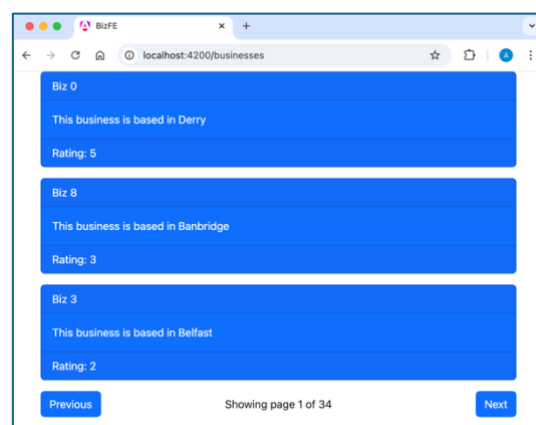 BizFE
localhost:4200/businesses
A
Biz 0
This business is based in Derry
Rating: 5
Biz 8
This business is based in Banbridge
Rating: 3
Biz 3
This business is based in Belfast
Rating: 2
Previous Showing page 1 of 34 Next